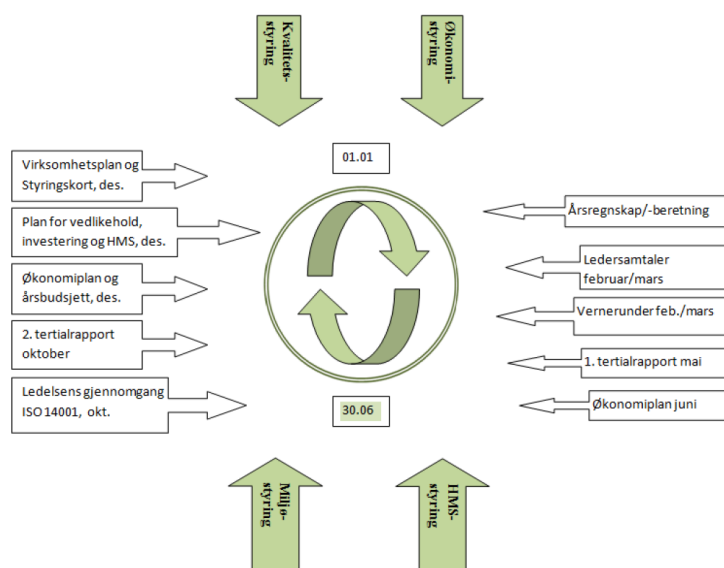 Kvalitets-
styring
Økonomi-
styring
01.01
Virksomhetsplan og
Styringskort, des.
Plan for vedlikehold,
investering og HMS, des.
Økonomiplan og
årsbudsjett, des.
2. tertialrapport
oktober
Ledelsens gjennomgang
ISO 14001, okt.
Årsregnskap/-beretning
Ledersamtaler
februar/mars
Vernerunder feb./mars
1. tertialrapport mai
Økonomiplan juni
30.06
Miljø-
styring
HMS-
styring